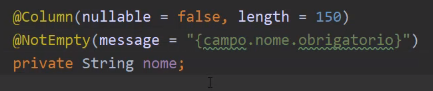 @Column(nullable = false, length = 150)
@NotEmpty(message = "{campo.nome.obrigatorio}")
private String nome;